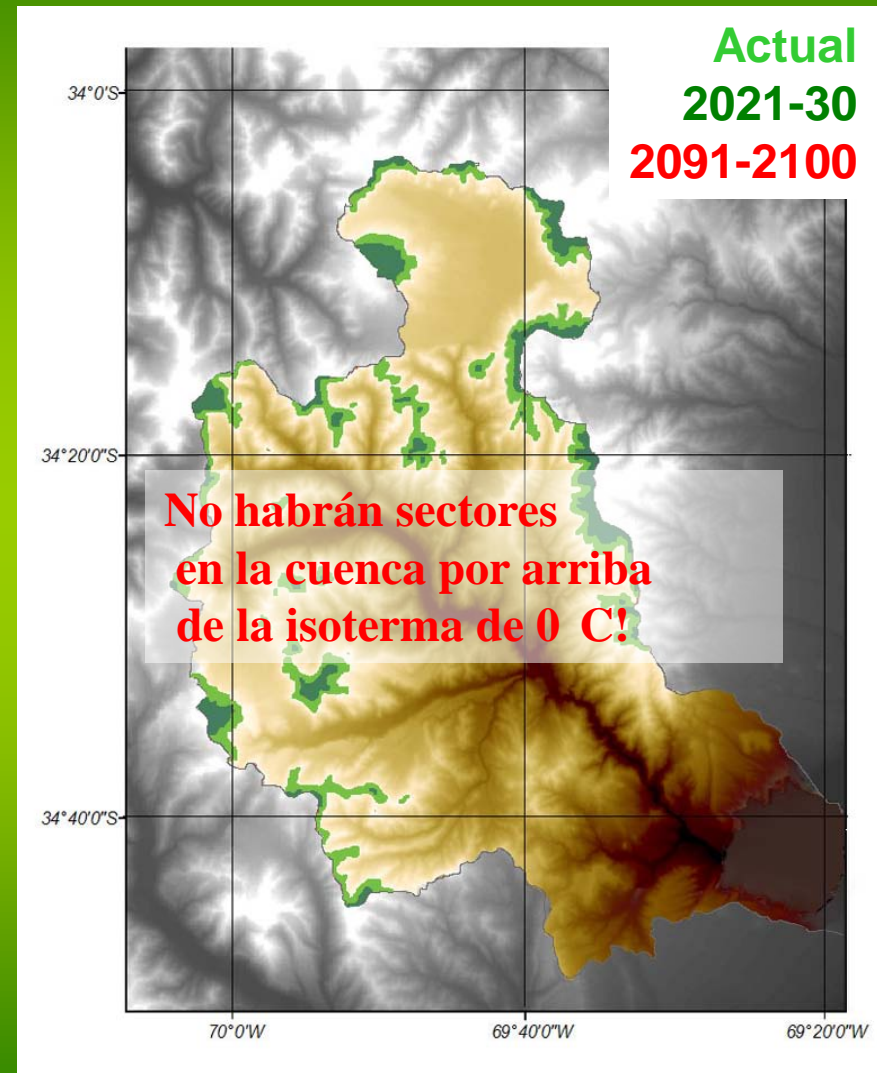 Actual
2021-30
2091-2100
34°0'S
34°20'0"S
No habrán sectores
en la cuenca por arriba
de la isoterma de 0 C!
34°40'0"S
70°0'W
69°40'0"W
69°20'0"W